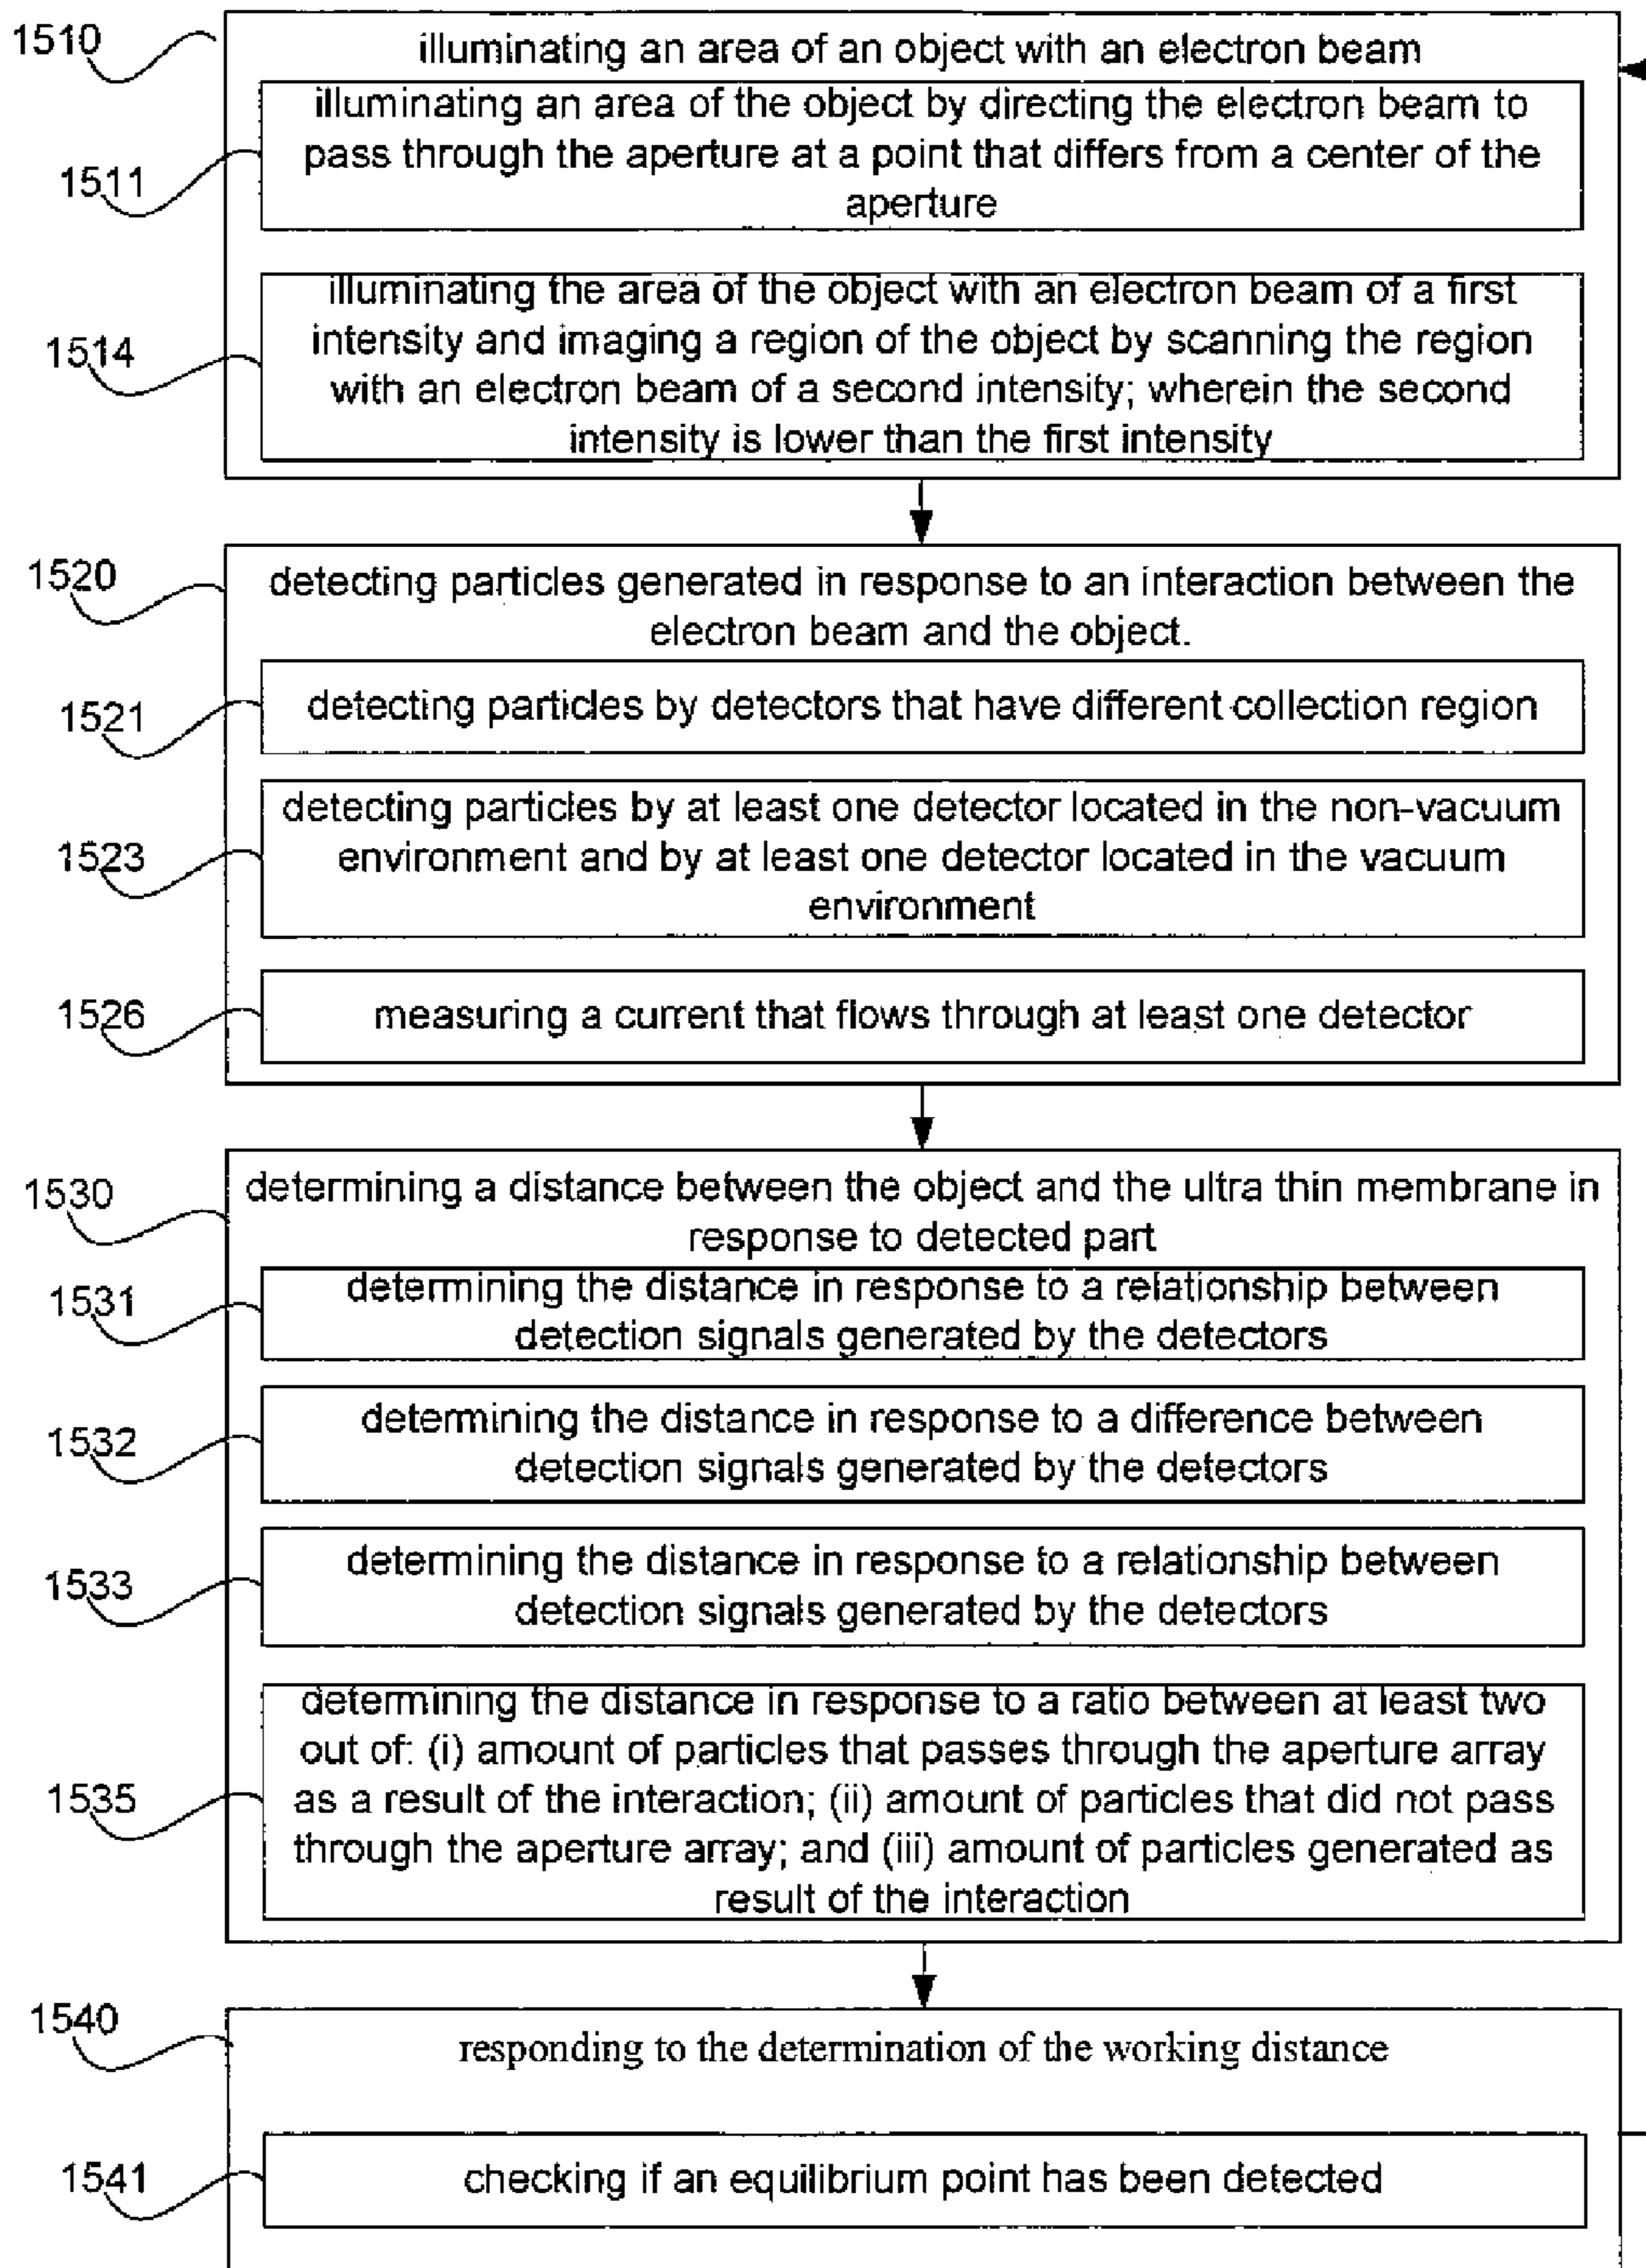 1510
illuminating an area of an object with an electron beam
1511
illuminating an area of the object by directing the electron beam to
pass through the aperture at a point that differs from a center of the
aperture
1514
illuminating the area of the object with an electron beam of a first
intensity and imaging a region of the object by scanning the region
with an electron beam of a second intensity; wherein the second
intensity is lower than the first intensity
1520
detecting particles generated in response to an interaction between the
electron beam and the object.
1521
detecting particles by detectors that have different collection region
1523
detecting particles by at least one detector located in the non-vacuum
environment and by at least one detector located in the vacuum
environment
1526
measuring a current that flows through at least one detector
1530
determining a distance between the object and the ultra thin membrane in
response to detected part
1531
determining the distance in response to a relationship between
detection signals generated by the detectors
1532
determining the distance in response to a difference between
detection signals generated by the detectors
1533
determining the distance in response to a relationship between
detection signals generated by the detectors
1535
determining the distance in response to a ratio between at least two
out of: (i) amount of particles that passes through the aperture array
as a result of the interaction; (ii) amount of particles that did not pass
through the aperture array; and (iii) amount of particles generated as
result of the interaction
1540
responding to the determination of the working distance
1541
checking if an equilibrium point has been detected